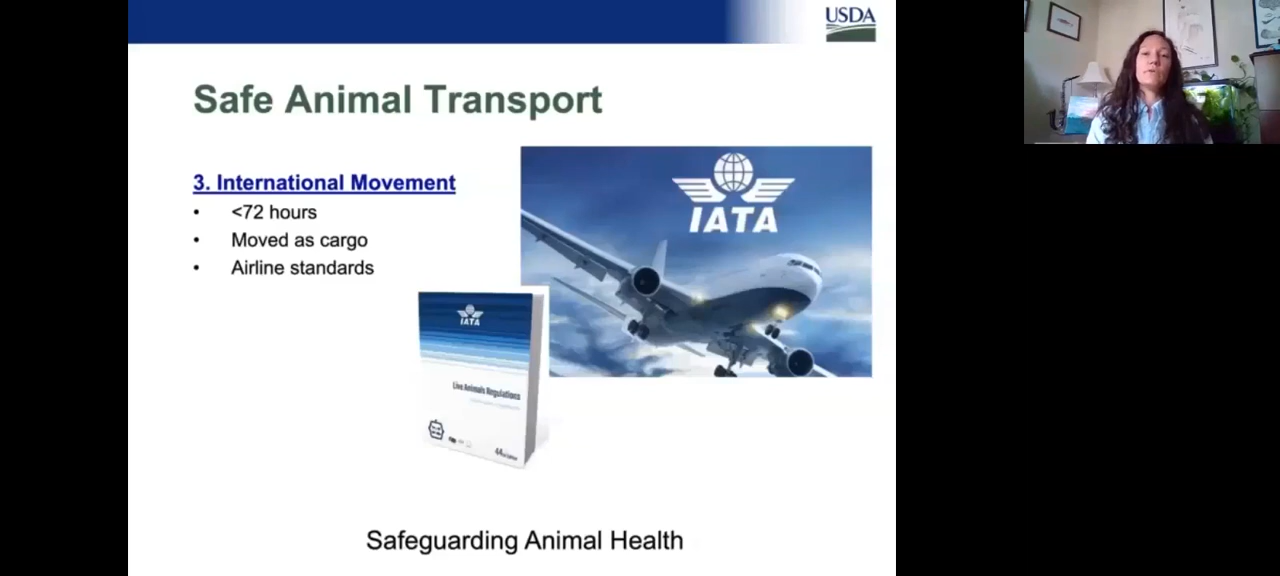 USDA
Safe Animal Transport
3. International Movement
• <72 hours
• Moved as cargo
• Airline standards
IATA
IATA
Live Animals Regulations
Safeguarding Animal Health